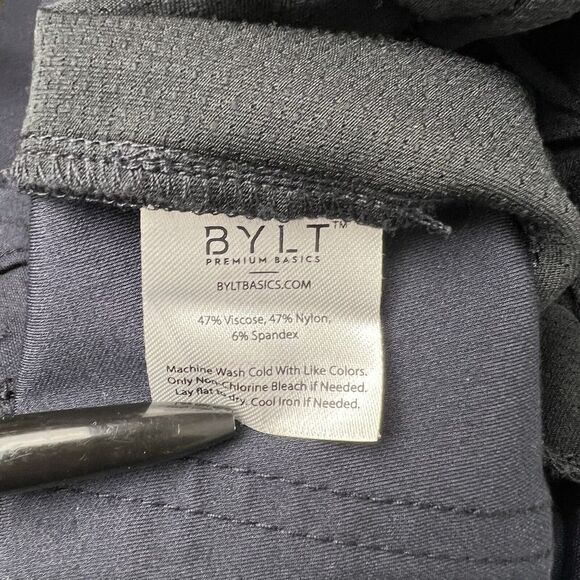 BYLT™
PREMIUM BASICS
BYLTBASICS.COM
47% Viscose, 47% Nylon,
6% Spandex
Machine Wash Cold With Like Colors.
Only Non-Chlorine Bleach if Needed.
Lay flat to dry. Cool Iron if Needed.